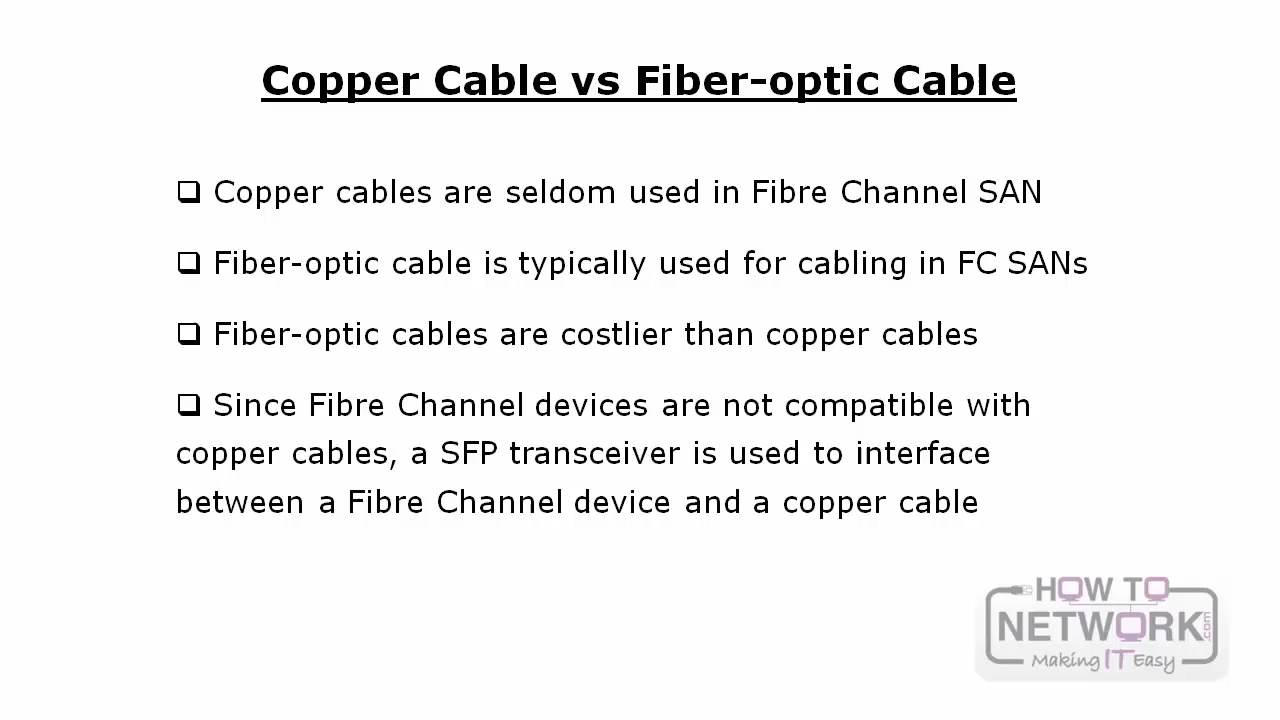 Copper Cable vs Fiber-optic Cable
❑ Copper cables are seldom used in Fibre Channel SAN
❑ Fiber-optic cable is typically used for cabling in FC SANs
❑ Fiber-optic cables are costlier than copper cables
❑ Since Fibre Channel devices are not compatible with
copper cables, a SFP transceiver is used to interface
between a Fibre Channel device and a copper cable
HOW TO
NETWORK.com
Making IT Easy